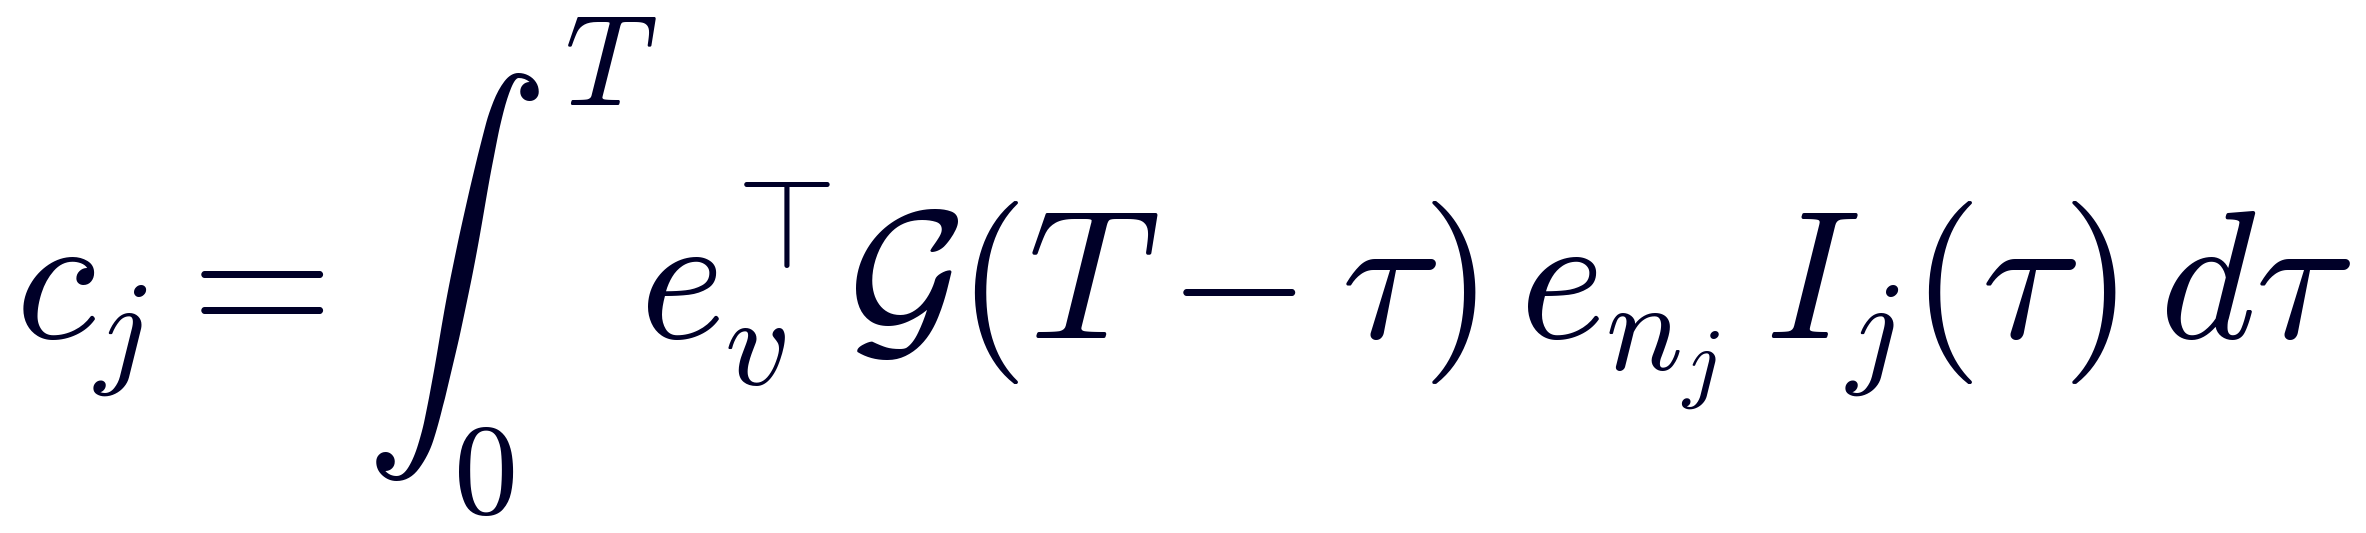 $c_j = \int_0^T e_v^\top \mathcal{G}(T - \tau) \, e_{n_j} \, I_j(\tau) \, d\tau$